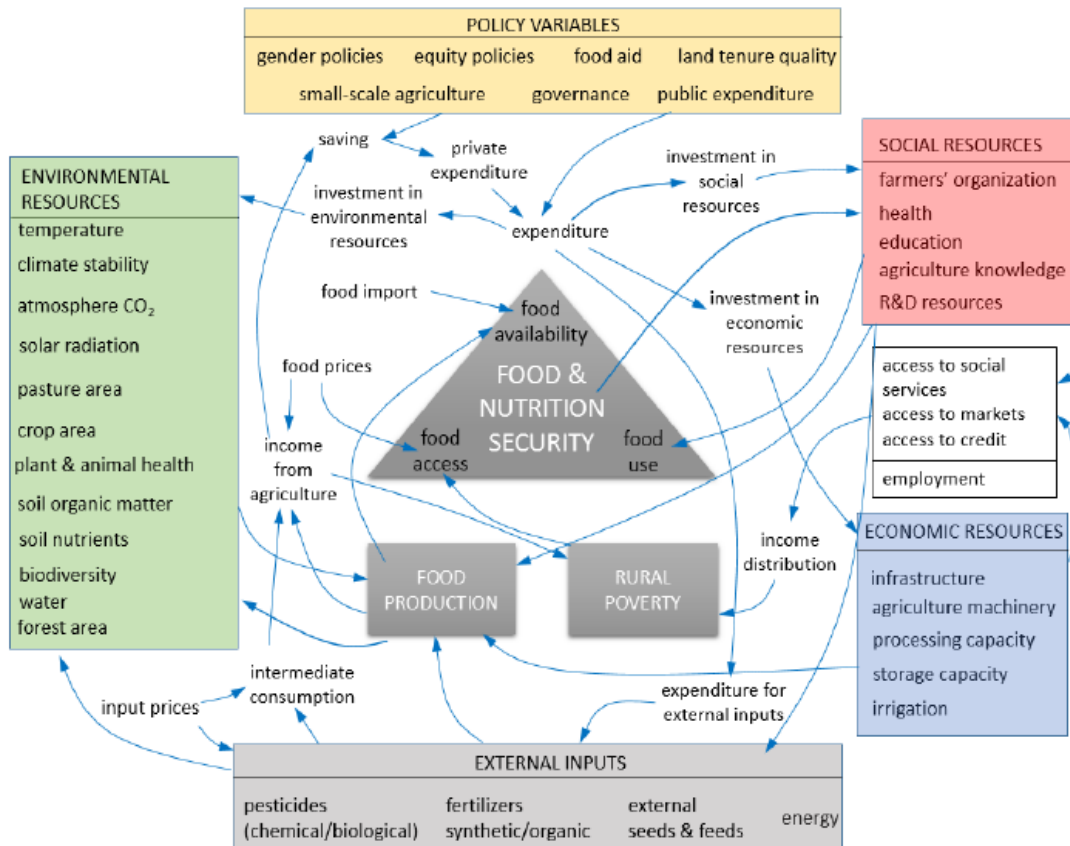 POLICY VARIABLES
gender policies equity policies food aid land tenure quality
small-scale agriculture governance public expenditure
saving
private
expenditure
investment in
social
resources
investment in
environmental
resources
expenditure
ENVIRONMENTAL
RESOURCES
temperature
climate stability
atmosphere CO₂
solar radiation
pasture area
crop area
plant & animal health
soil organic matter
soil nutrients
biodiversity
water
forest area
SOCIAL RESOURCES
farmers' organization
health
education
agriculture knowledge
R&D resources
food import
food
availability
investment in
economic
resources
food prices
FOOD &
NUTRITION
SECURITY
food
access
food
use
income
from
agriculture
access to social
services
access to markets
access to credit
employment
FOOD
PRODUCTION
RURAL
POVERTY
income
distribution
ECONOMIC RESOURCES
infrastructure
agriculture machinery
processing capacity
storage capacity
irrigation
intermediate
consumption
input prices
expenditure for
external inputs
EXTERNAL INPUTS
pesticides
(chemical/biological)
fertilizers
synthetic/organic
external
seeds & feeds
energy